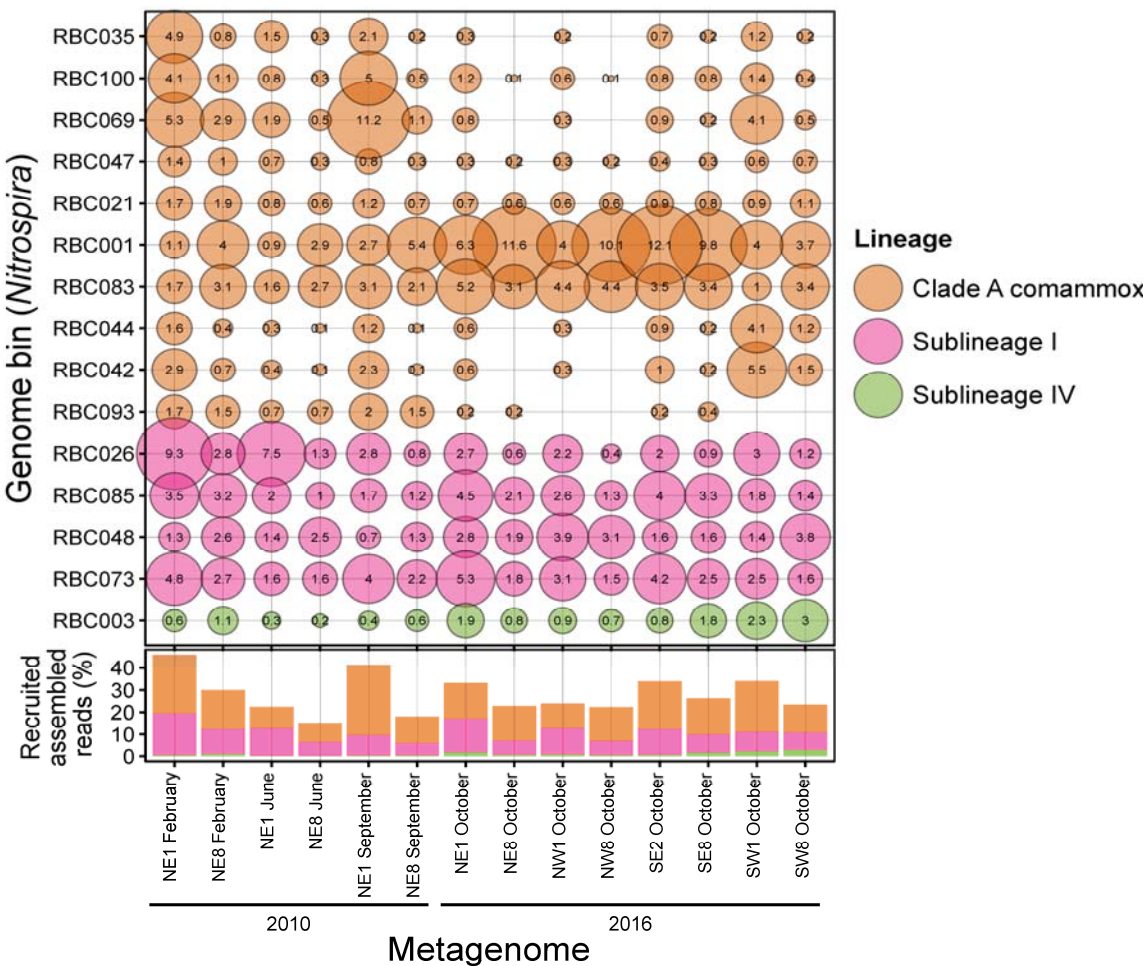 RBC035 4.9 0.8 1.5 0.3 2.1 0.2 0.3 0.2 0.7 0.2 1.2 0.2
RBC100 4.1 1.1 0.8 0.3 5 0.5 1.2 0.1 0.6 0.1 0.8 0.8 1.4 0.4
RBC069 5.3 2.9 1.9 0.5 11.2 1.1 0.8 0.3 0.9 0.2 4.1 0.5
RBC047 1.4 1 0.7 0.3 0.8 0.3 0.3 0.2 0.3 0.2 0.4 0.3 0.6 0.7
RBC021 1.7 1.9 0.8 0.6 1.2 0.7 0.7 0.6 0.6 0.6 0.9 0.8 0.9 1.1
RBC001 1.1 4 0.9 2.9 2.7 5.4 6.3 11.6 4 10.1 12.1 9.8 4 3.7
RBC083 1.7 3.1 1.6 2.7 3.1 2.1 5.2 3.1 4.4 4.4 3.5 3.4 1 3.4
RBC044 1.6 0.4 0.3 0.1 1.2 0.1 0.6 0.3 0.9 0.2 4.1 1.2
RBC042 2.9 0.7 0.4 0.1 2.3 0.1 0.6 0.3 1 0.2 5.5 1.5
RBC093 1.7 1.5 0.7 0.7 2 1.5 0.2 0.2 0.2 0.4
RBC026 9.3 2.8 7.5 1.3 2.8 0.8 2.7 0.6 2.2 0.4 2 0.9 3 1.2
RBC085 3.5 3.2 2 1 1.7 1.2 4.5 2.1 2.6 1.3 4 3.3 1.8 1.4
RBC048 1.3 2.6 1.4 2.5 0.7 1.3 2.8 1.9 3.9 3.1 1.6 1.6 1.4 3.8
RBC073 4.8 2.7 1.6 1.6 4 2.2 5.3 1.8 3.1 1.5 4.2 2.5 2.5 1.6
RBC003 0.6 1.1 0.3 0.2 0.4 0.6 1.9 0.8 0.9 0.7 0.8 1.8 2.3 3
Genome bin (Nitrospira)
Lineage
Clade A comammox
Sublineage I
Sublineage IV
Recruited
assembled
reads (%)
40
30
20
10
0
NE1 February
NE8 February
NE1 June
NE8 June
NE1 September
NE8 September
NE1 October
NE8 October
NW1 October
NW8 October
SE2 October
SE8 October
SW1 October
SW8 October
2010
2016
Metagenome